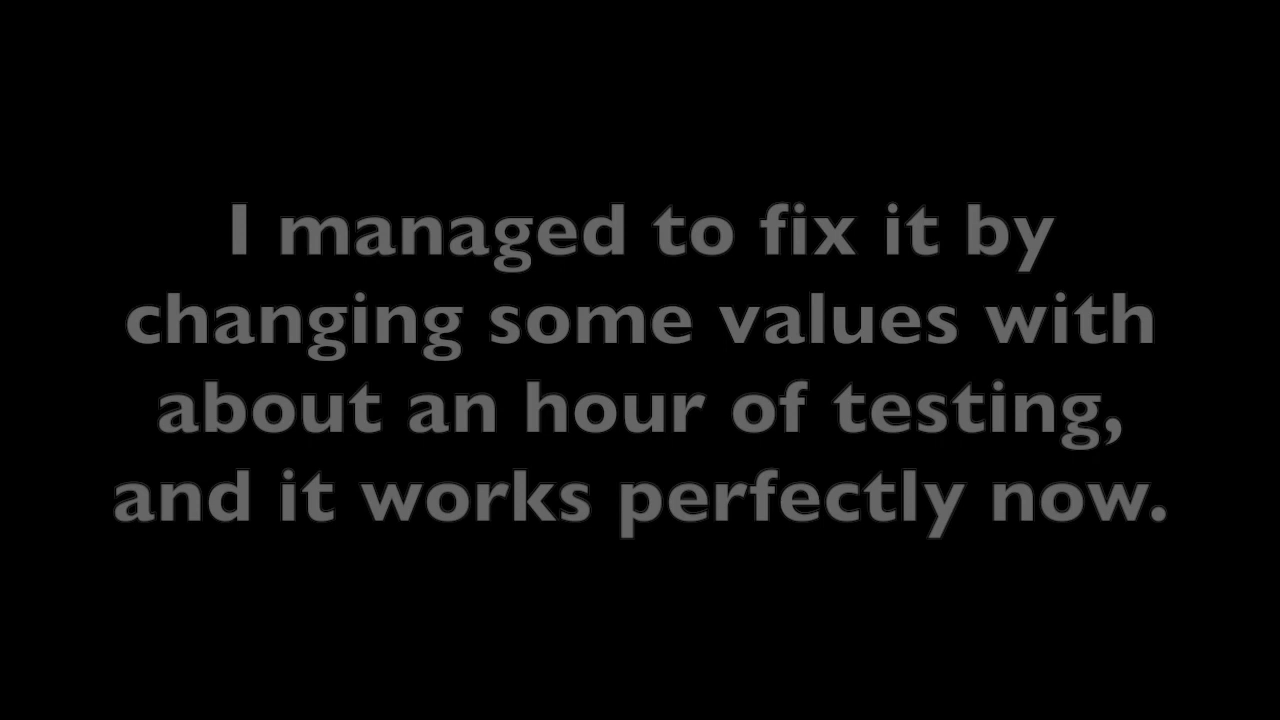 I managed to fix it by
changing some values with
about an hour of testing,
and it works perfectly now.